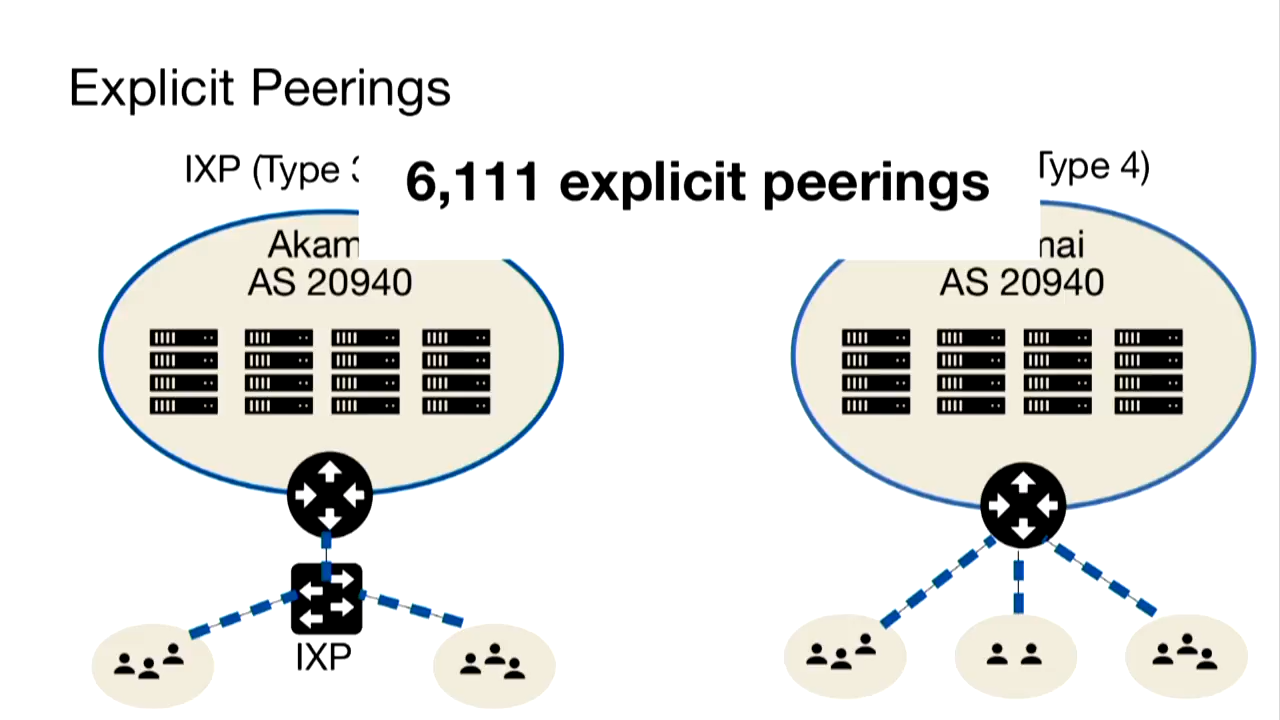 Explicit Peerings
IXP (Type
6,111 explicit peerings
Type 4)
Akam
AS 20940
nai
AS 20940
IXP